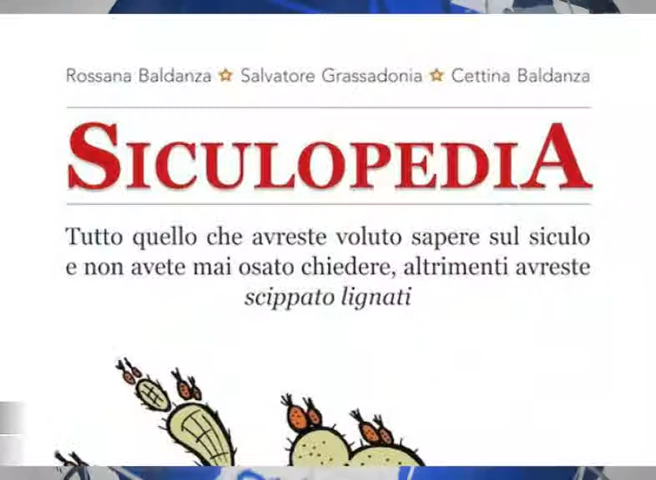 Rossana Baldanza ☆ Salvatore Grassadonia ☆ Cettina Baldanza
SICULOPEDIA
Tutto quello che avreste voluto sapere sul siculo
e non avete mai osato chiedere, altrimenti avreste
scippato lignati